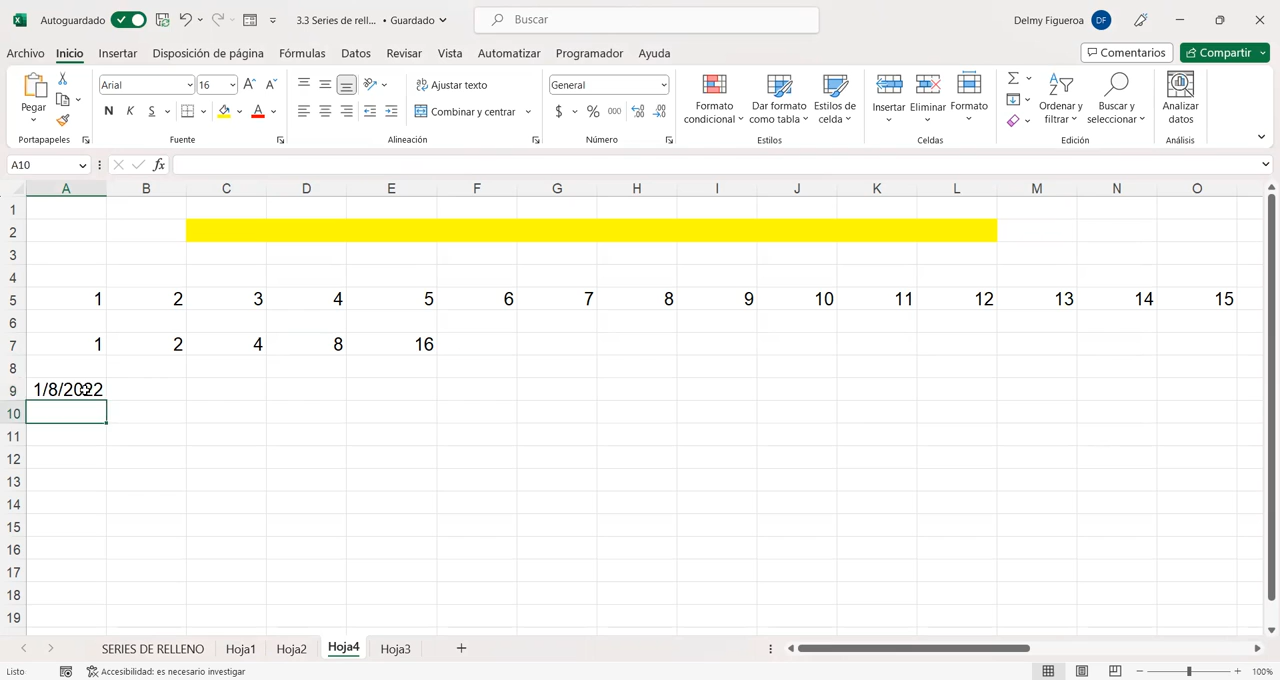 Autoguardado 3.3 Series de rell... • Guardado Buscar Delmy Figueroa DF
Archivo Inicio Insertar Disposición de página Fórmulas Datos Revisar Vista Automatizar Programador Ayuda Comentarios Compartir
Pegar Arial 16 Ajustar texto General Formato condicional Dar formato como tabla Estilos de celda Insertar Eliminar Formato Ordenar y filtrar Buscar y seleccionar Analizar datos
N K S A Combinar y centrar $ % 000
Portapapeles Fuente Alineación Número Estilos Celdas Edición Análisis
A10 fx
A B C D E F G H I J K L M N O
1
2
3
4
5 1 2 3 4 5 6 7 8 9 10 11 12 13 14 15
6
7 1 2 4 8 16
8
9 1/8/2022
10
11
12
13
14
15
16
17
18
19
SERIES DE RELLENO Hoja1 Hoja2 Hoja4 Hoja3 +
Listo Accesibilidad: es necesario investigar 100%